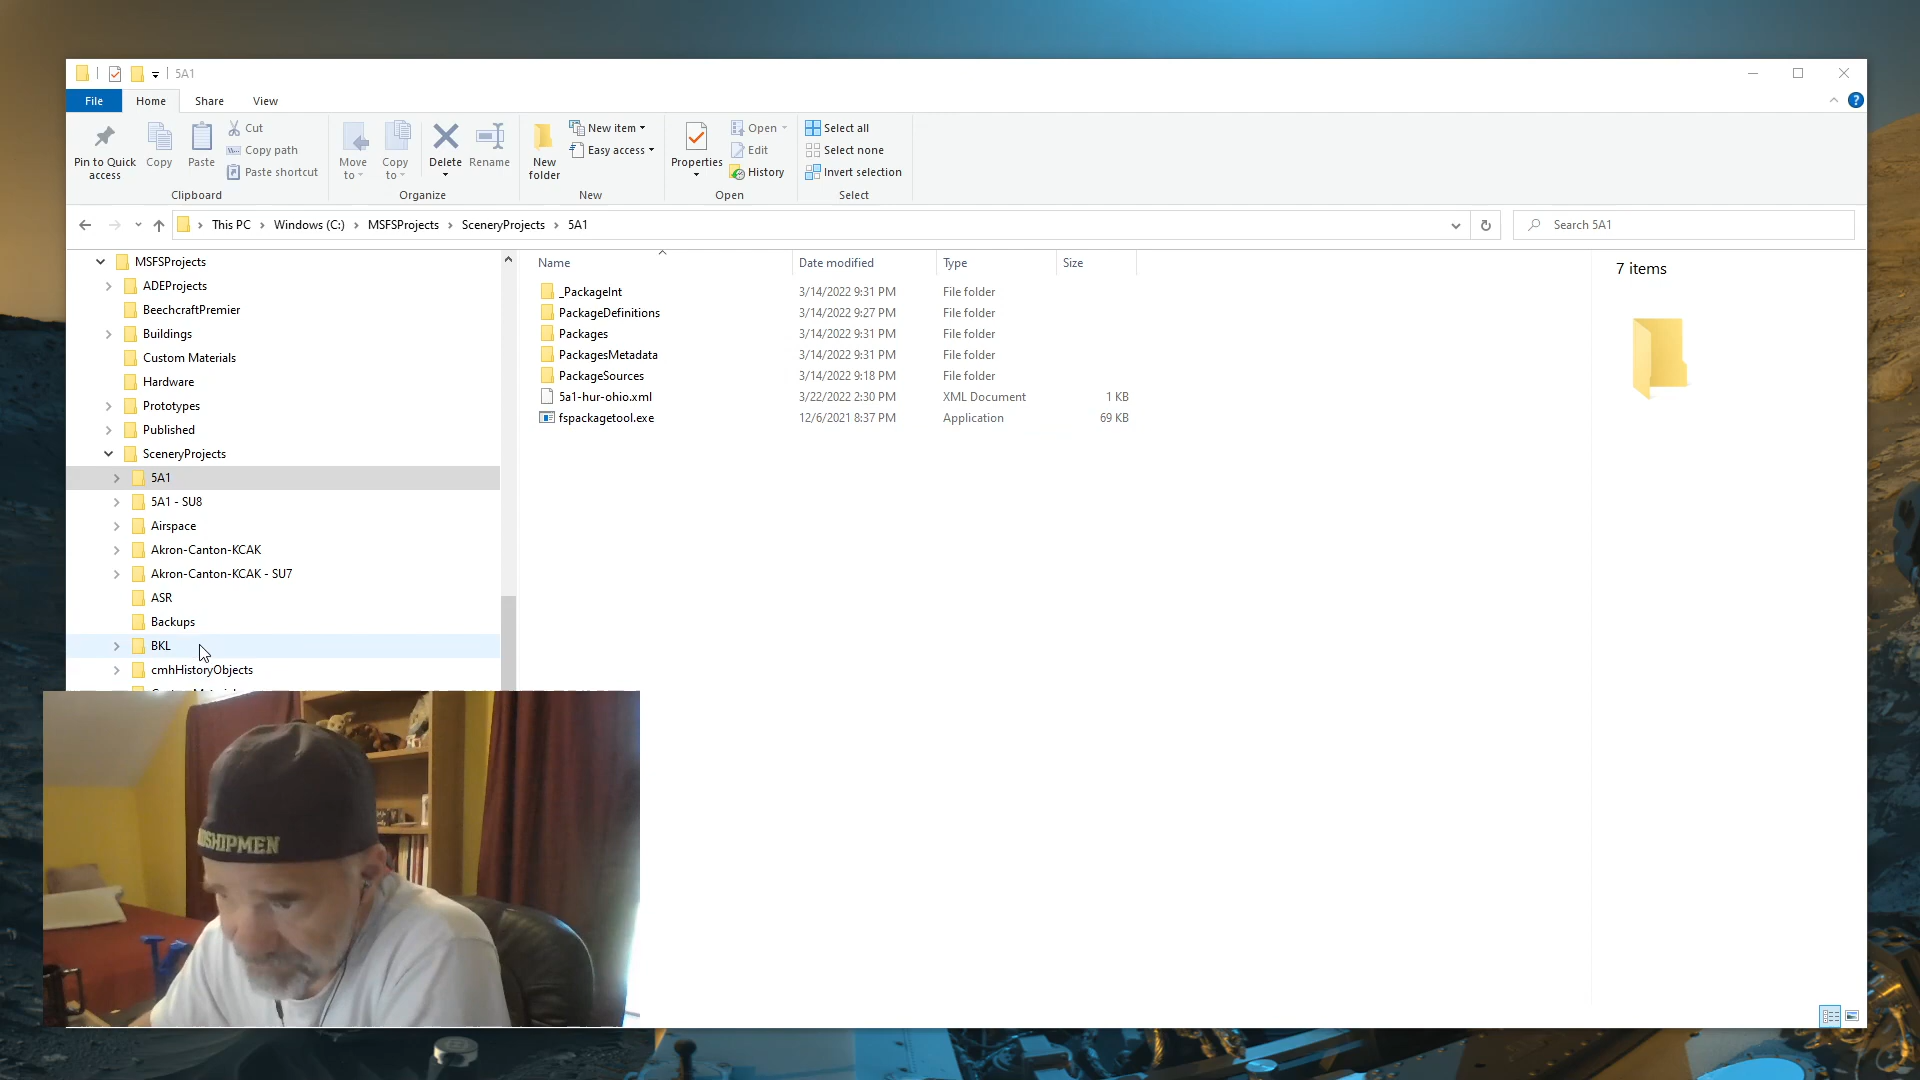 5A1
File Home Share View
Pin to Quick access
Copy
Paste
Cut
Copy path
Paste shortcut
Clipboard
Move to
Copy to
Delete
Rename
Organize
New folder
New item
Easy access
New
Properties
Open
Edit
History
Open
Select all
Select none
Invert selection
Select
This PC > Windows (C:) > MSFSProjects > SceneryProjects > 5A1
Search 5A1
MSFSProjects
ADEProjects
BeechcraftPremier
Buildings
Custom Materials
Hardware
Prototypes
Published
SceneryProjects
5A1
5A1 - SU8
Airspace
Akron-Canton-KCAK
Akron-Canton-KCAK - SU7
ASR
Backups
BKL
cmhHistoryObjects
Name Date modified Type Size
_PackageInt 3/14/2022 9:31 PM File folder
PackageDefinitions 3/14/2022 9:27 PM File folder
Packages 3/14/2022 9:31 PM File folder
PackagesMetadata 3/14/2022 9:31 PM File folder
PackageSources 3/14/2022 9:18 PM File folder
5a1-hur-ohio.xml 3/22/2022 2:30 PM XML Document 1 KB
fspackagetool.exe 12/6/2021 8:37 PM Application 69 KB
7 items